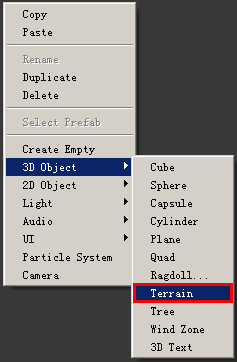 Copy
Paste
Rename
Duplicate
Delete
Select Prefab
Create Empty
3D Object
2D Object
Light
Audio
UI
Particle System
Camera
Cube
Sphere
Capsule
Cylinder
Plane
Quad
Ragdoll...
Terrain
Tree
Wind Zone
3D Text